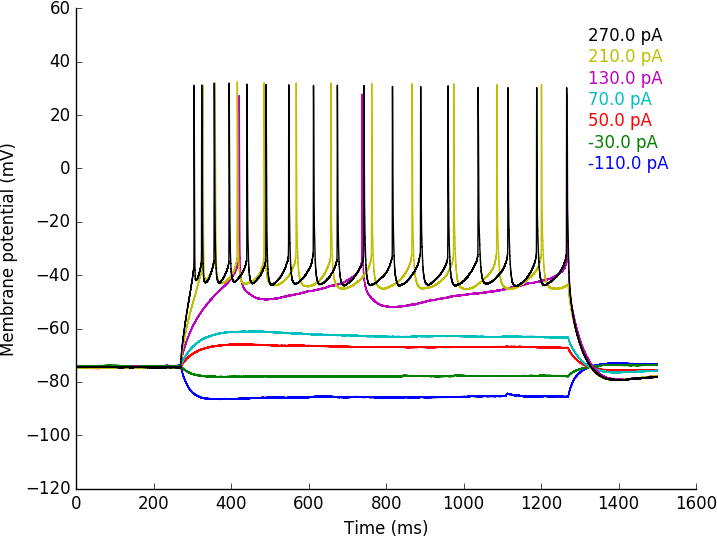 60
40
20
0
−20
−40
−60
−80
−100
−120
Membrane potential (mV)
270.0 pA
210.0 pA
130.0 pA
70.0 pA
50.0 pA
-30.0 pA
-110.0 pA
0 200 400 600 800 1000 1200 1400 1600
Time (ms)